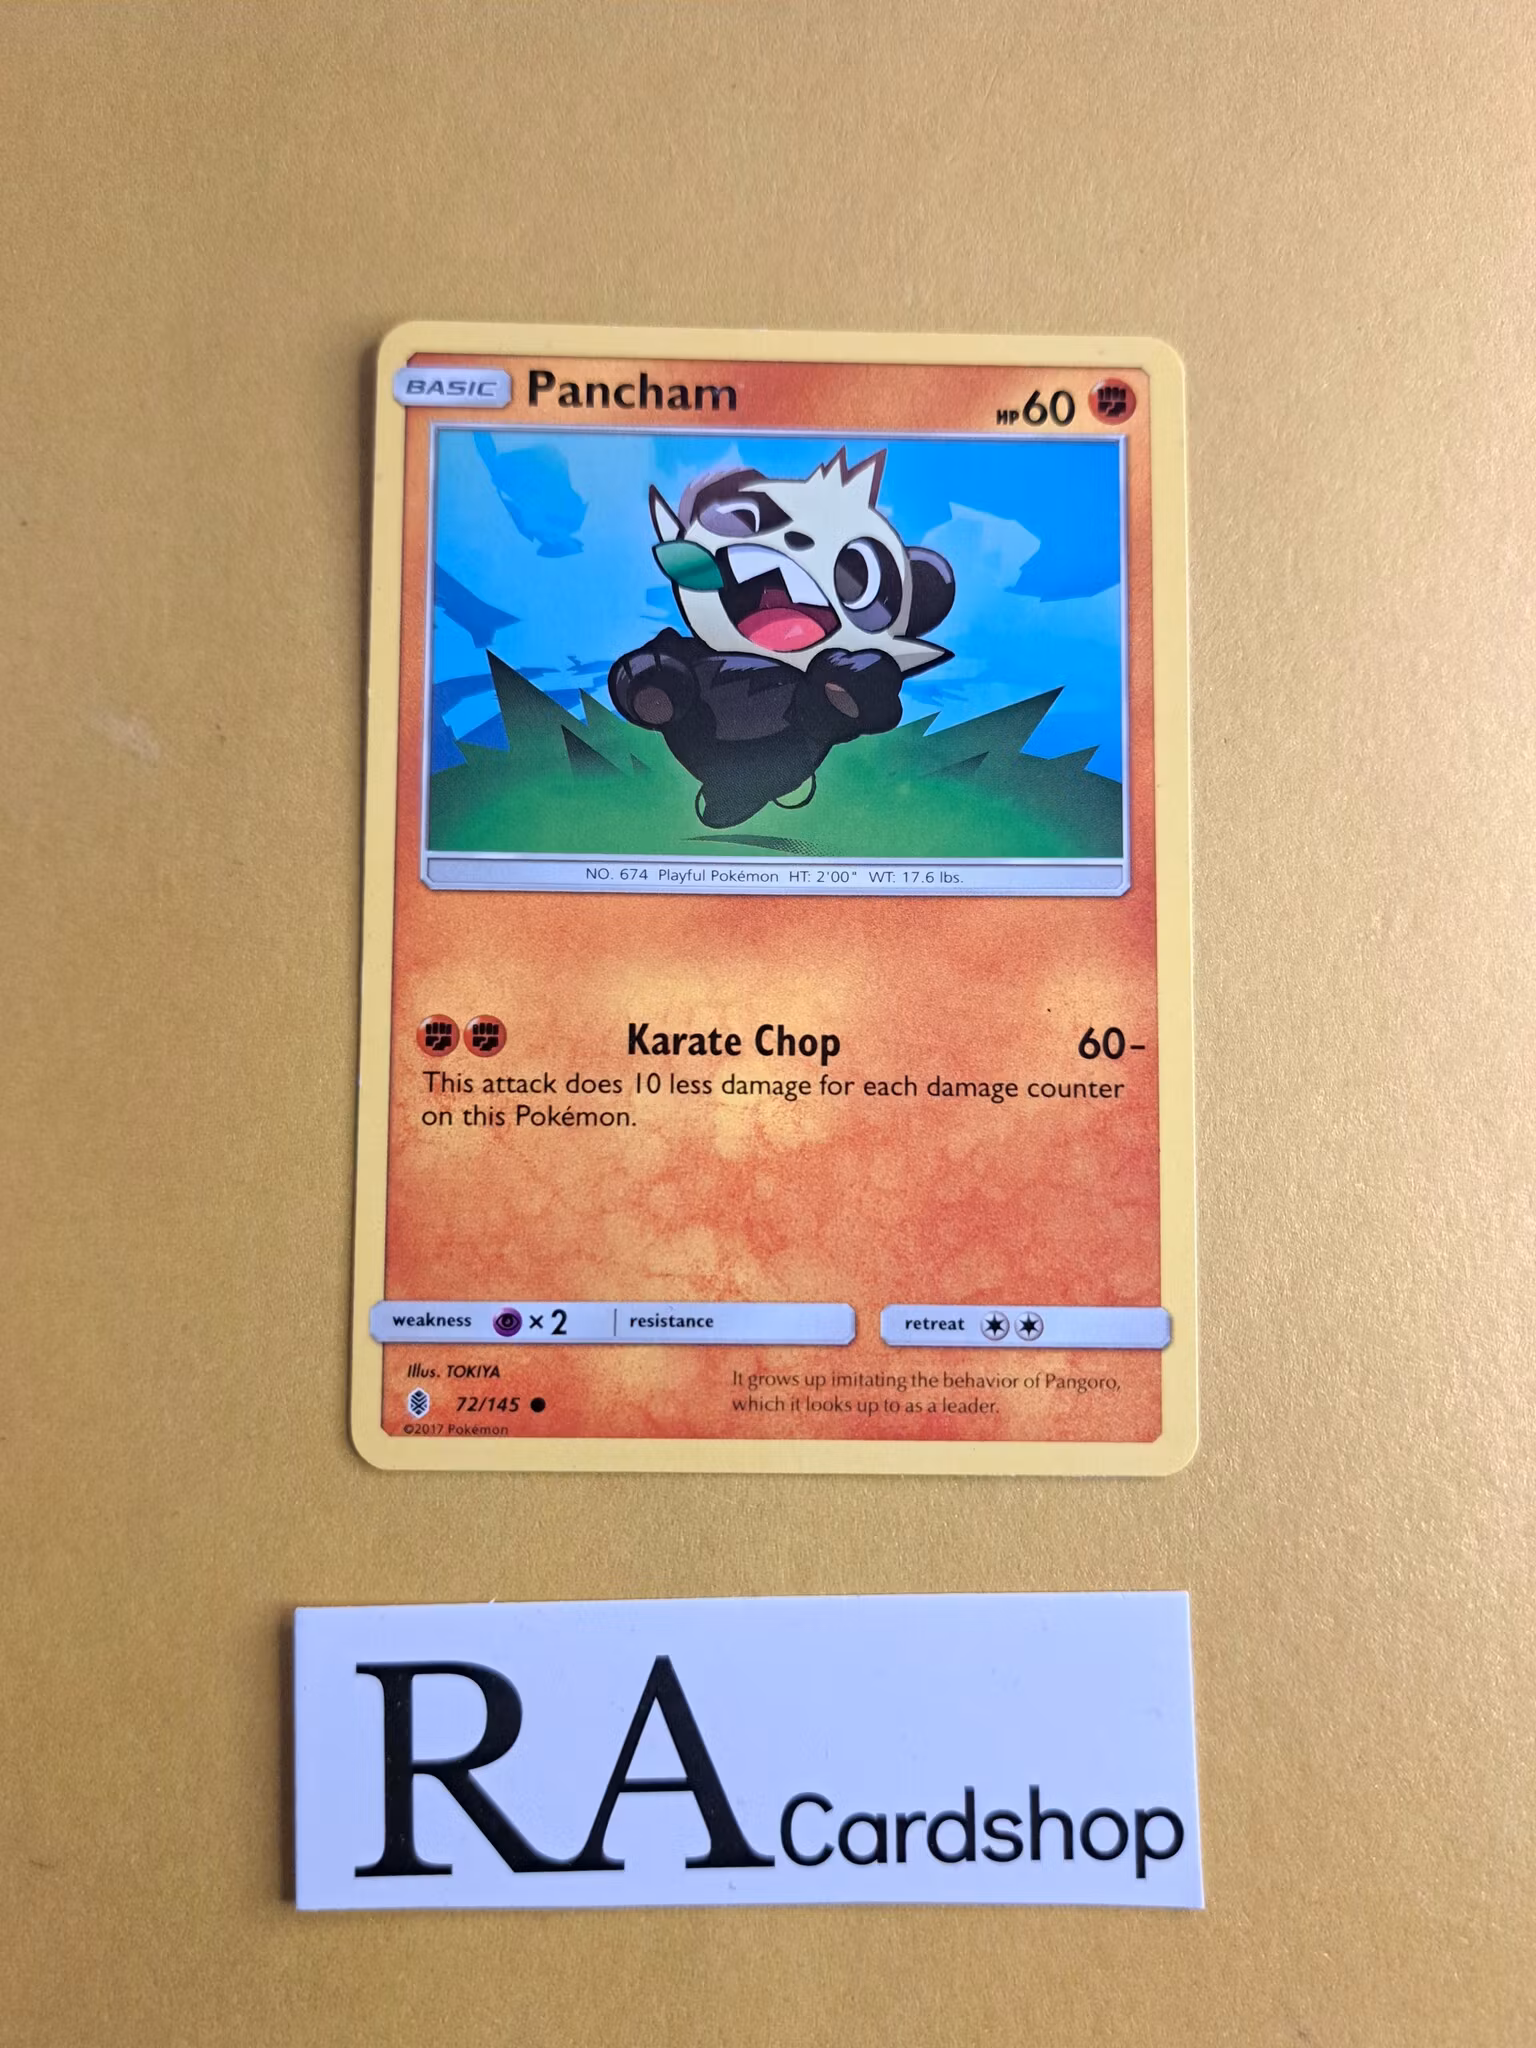 BASIC Pancham HP60
NO. 674 Playful Pokémon HT: 2'00" WT: 17.6 lbs.
Karate Chop 60-
This attack does 10 less damage for each damage counter
on this Pokémon.
weakness ×2 resistance retreat
Illus. TOKIYA
72/145
©2017 Pokémon
It grows up imitating the behavior of Pangoro,
which it looks up to as a leader.
RA Cardshop